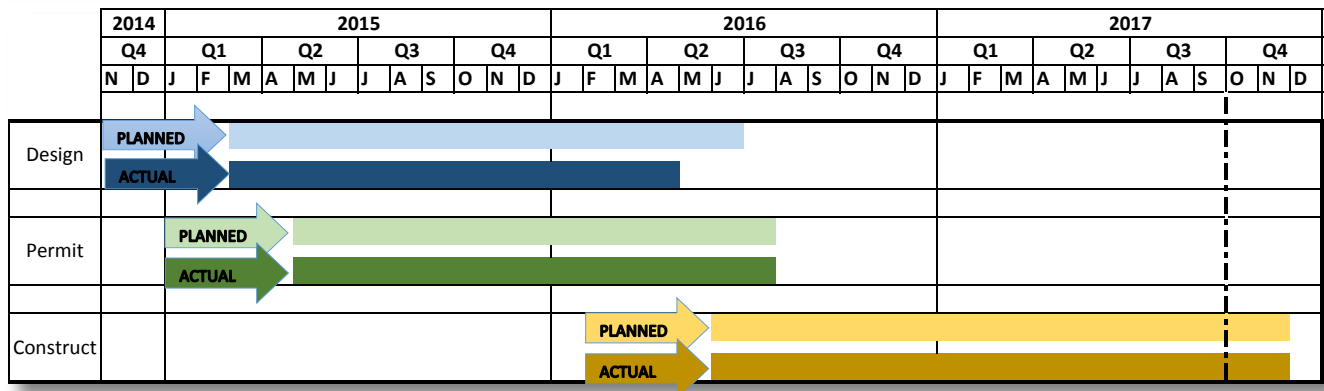 2014 2015 2016 2017
Q4 Q1 Q2 Q3 Q4 Q1 Q2 Q3 Q4 Q1 Q2 Q3 Q4
N D J F M A M J J A S O N D J F M A M J J A S O N D J F M A M J J A S O N D
PLANNED
Design
ACTUAL
PLANNED
Permit
ACTUAL
PLANNED
Construct
ACTUAL